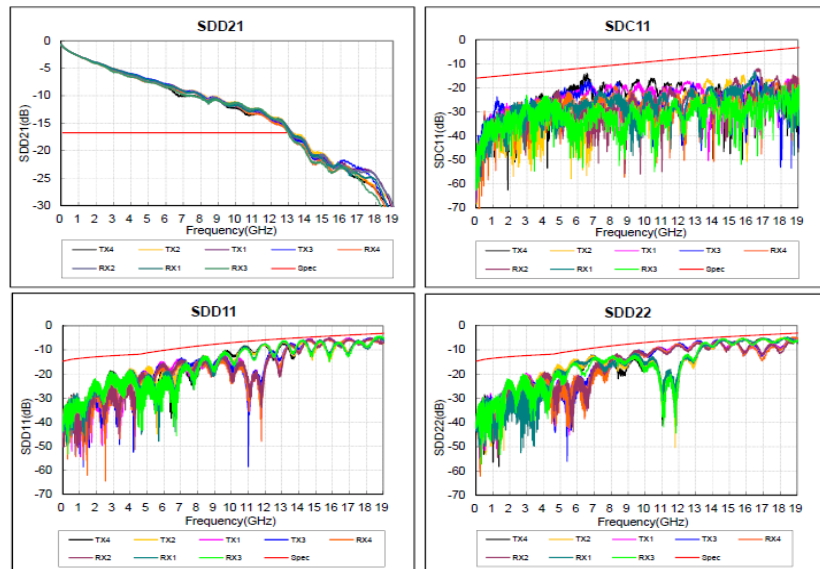 SDD21
0
-5
-10
-15
-20
-25
-30
SDD21(dB)
0 1 2 3 4 5 6 7 8 9 10 11 12 13 14 15 16 17 18 19
Frequency(GHz)
TX4 TX2 TX1 TX3 RX4
RX2 RX1 RX3 Spec
SDC11
0
-10
-20
-30
-40
-50
-60
-70
SDC11(dB)
0 1 2 3 4 5 6 7 8 9 10 11 12 13 14 15 16 17 18 19
Frequency(GHz)
TX4 TX2 TX1 TX3 RX4
RX2 RX1 RX3 Spec
SDD11
0
-10
-20
-30
-40
-50
-60
-70
SDD11(dB)
0 1 2 3 4 5 6 7 8 9 10 11 12 13 14 15 16 17 18 19
Frequency(GHz)
TX4 TX2 TX1 TX3 RX4
RX2 RX1 RX3 Spec
SDD22
0
-10
-20
-30
-40
-50
-60
-70
SDD22(dB)
0 1 2 3 4 5 6 7 8 9 10 11 12 13 14 15 16 17 18 19
Frequency(GHz)
TX4 TX2 TX1 TX3 RX4
RX2 RX1 RX3 Spec